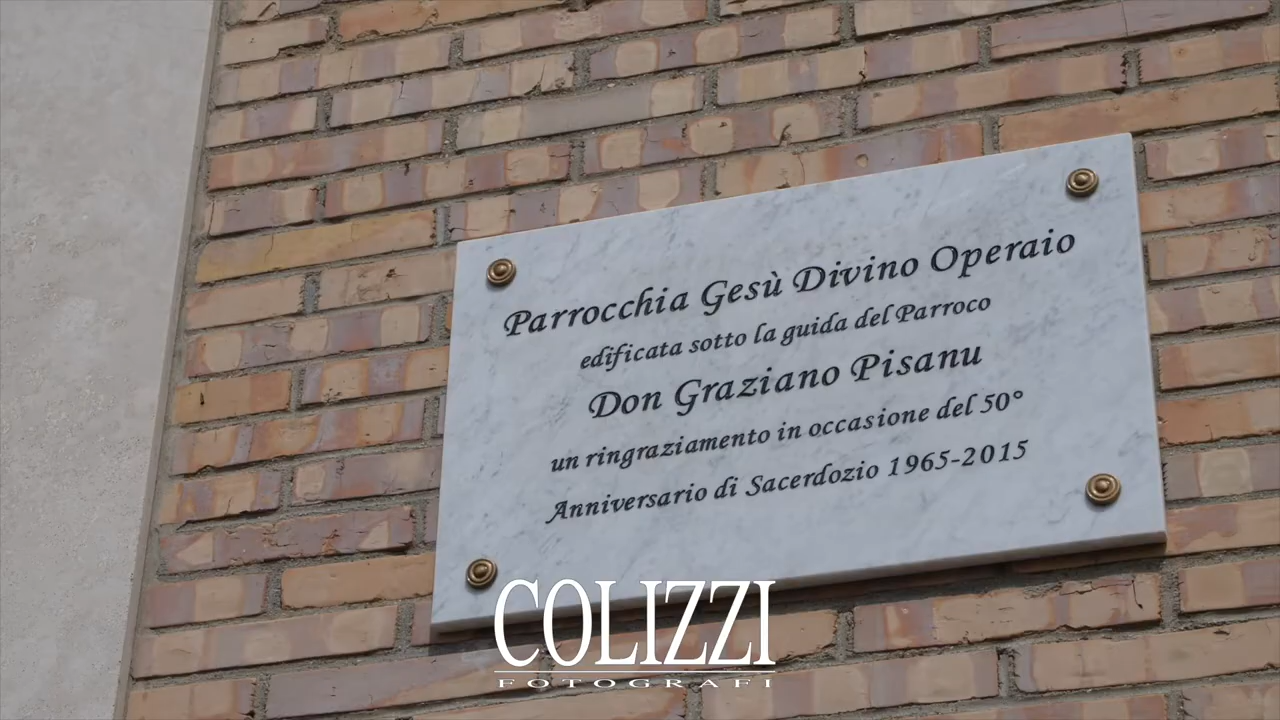 Parrocchia Gesù Divino Operaio
edificata sotto la guida del Parroco
Don Graziano Pisanu
un ringraziamento in occasione del 50°
Anniversario di Sacerdozio 1965-2015
COLIZZI
FOTOGRAFI